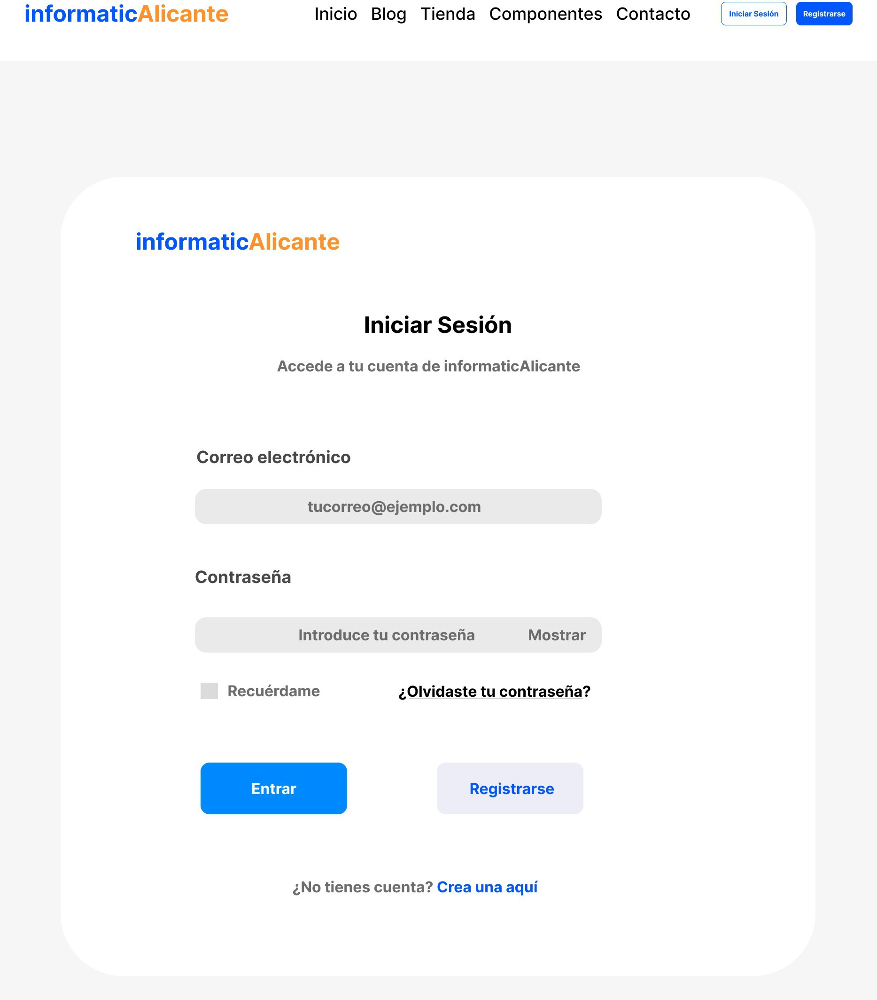 informaticAlicante Inicio Blog Tienda Componentes Contacto Iniciar Sesión Registrarse
informaticAlicante
Iniciar Sesión
Accede a tu cuenta de informaticAlicante
Correo electrónico
tucorreo@ejemplo.com
Contraseña
Introduce tu contraseña Mostrar
Recuérdame ¿Olvidaste tu contraseña?
Entrar Registrarse
¿No tienes cuenta? Crea una aquí